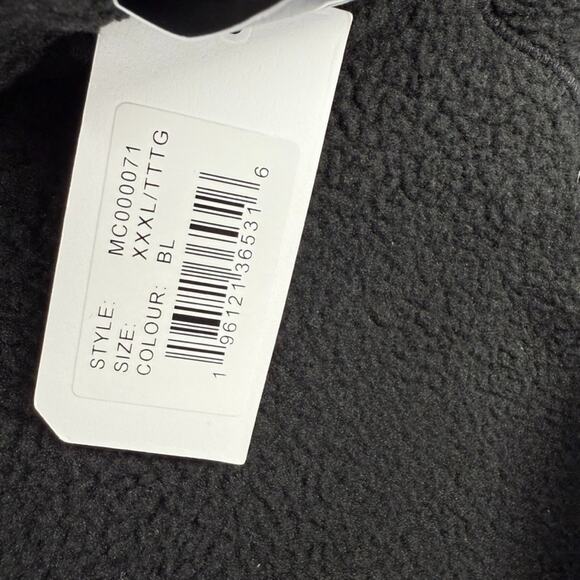 STYLE: MC000071
SIZE: XXXL/TTTG
COLOUR: BL
1 96121 36531 6